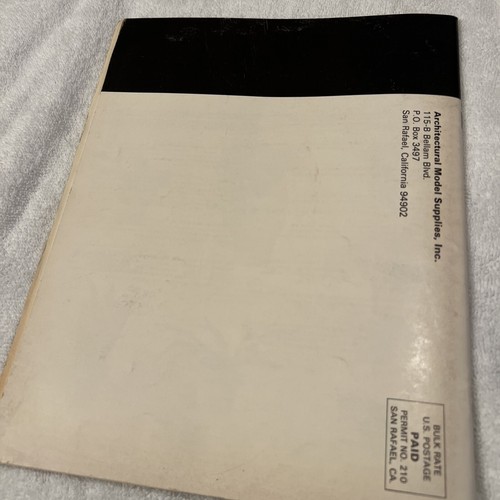 Architectural Model Supplies, Inc.
115-B Bellam Blvd.
P.O. Box 3497
San Rafael, California 94902
BULK RATE
U.S. POSTAGE
PAID
PERMIT NO. 210
SAN RAFAEL, CA